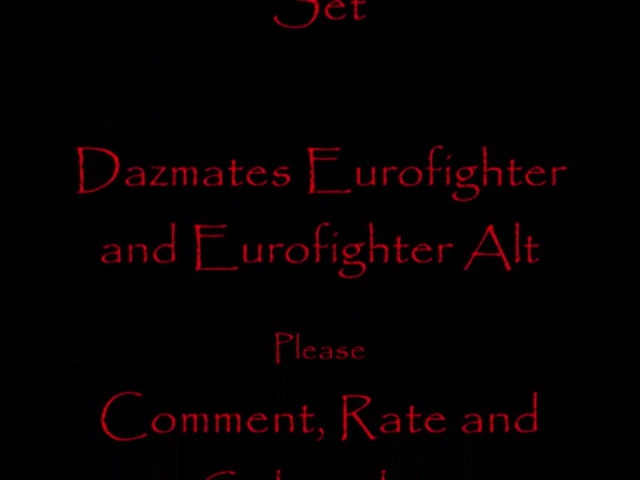 Set
Dazmates Eurofighter
and Eurofighter Alt
Please
Comment, Rate and